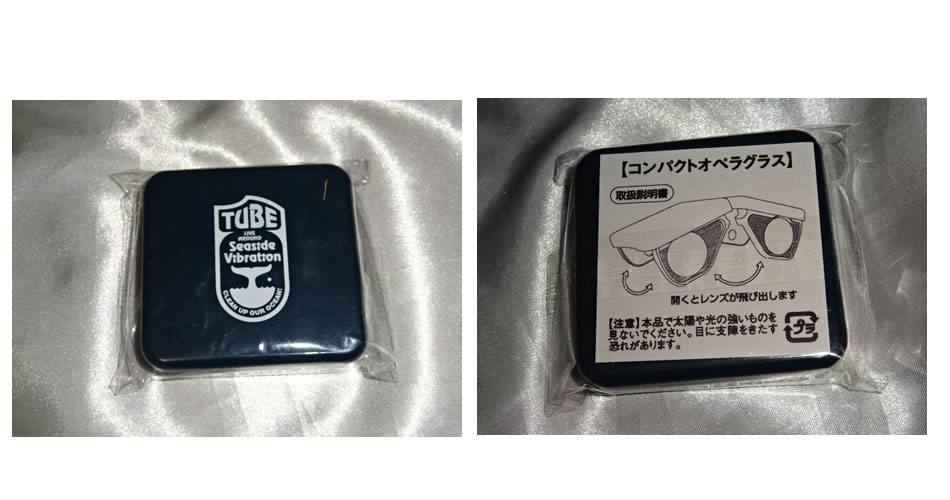 TUBE
LIVE
AROUND
Seaside
Vibration
CLEAN UP OUR OCEAN!
【コンパクトオペラグラス】
取扱説明書
開くとレンズが飛び出します
【注意】本品で太陽や光の強いものを
見ないでください。目に支障をきたす
恐れがあります。
プラ